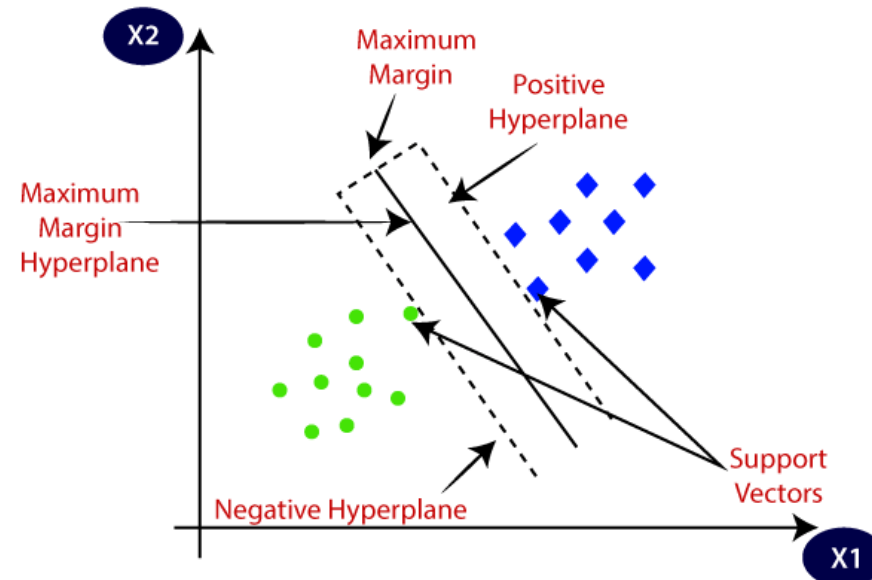 X2
Maximum
Margin
Positive
Hyperplane
Maximum
Margin
Hyperplane
Support
Vectors
Negative Hyperplane
X1